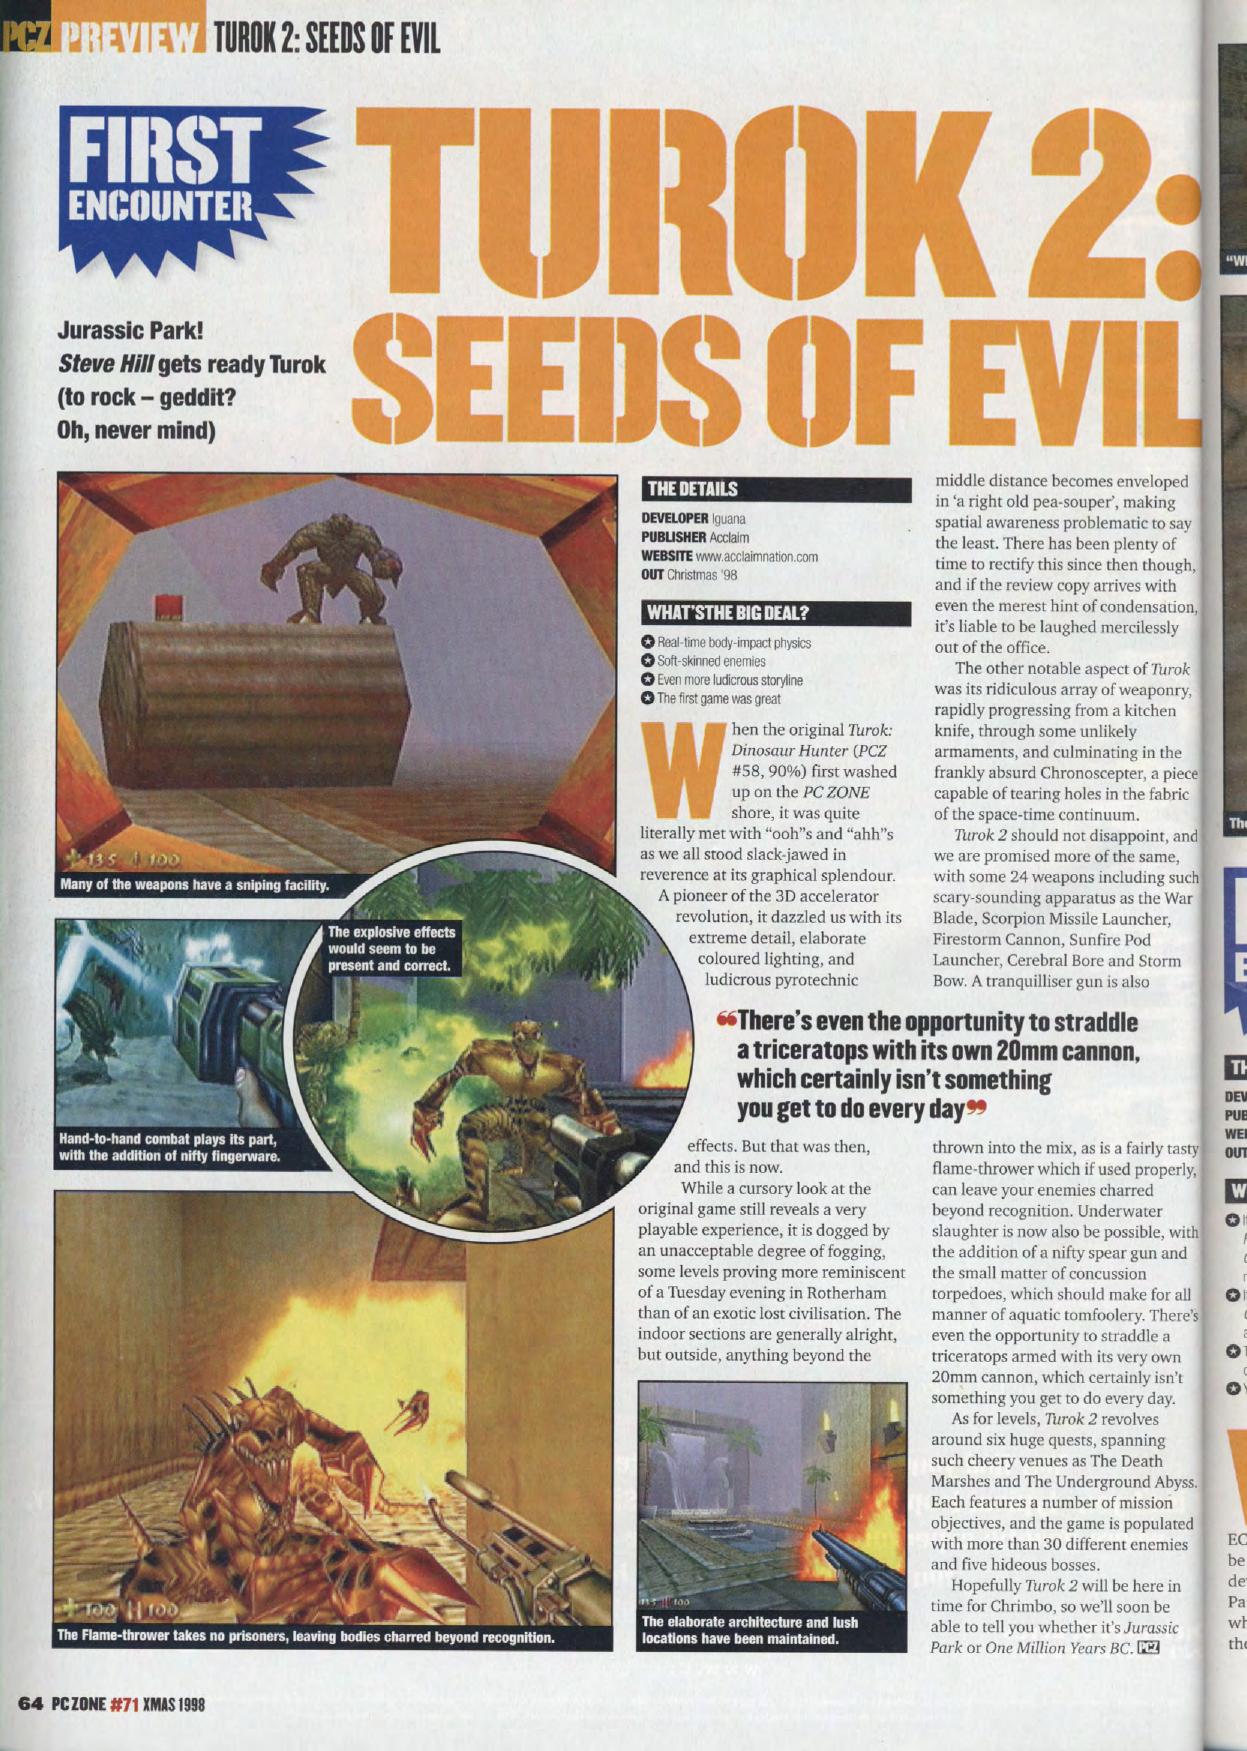 PCZ PREVIEW TUROK 2: SEEDS OF EVIL
FIRST
ENCOUNTER
TUROK 2:
SEEDS OF EVIL
Jurassic Park!
Steve Hill gets ready Turok
(to rock – geddit?
Oh, never mind)
135 100
Many of the weapons have a sniping facility.
The explosive effects
would seem to be
present and correct.
Hand-to-hand combat plays its part,
with the addition of nifty fingerware.
100 100
The Flame-thrower takes no prisoners, leaving bodies charred beyond recognition.
THE DETAILS
DEVELOPER Iguana
PUBLISHER Acclaim
WEBSITE www.acclaimnation.com
OUT Christmas '98
WHAT'STHE BIG DEAL?
Real-time body-impact physics
Soft-skinned enemies
Even more ludicrous storyline
The first game was great
When the original Turok:
Dinosaur Hunter (PCZ
#58, 90%) first washed
up on the PC ZONE
shore, it was quite
literally met with "ooh"s and "ahh"s
as we all stood slack-jawed in
reverence at its graphical splendour.
A pioneer of the 3D accelerator
revolution, it dazzled us with its
extreme detail, elaborate
coloured lighting, and
ludicrous pyrotechnic
effects. But that was then,
and this is now.
While a cursory look at the
original game still reveals a very
playable experience, it is dogged by
an unacceptable degree of fogging,
some levels proving more reminiscent
of a Tuesday evening in Rotherham
than of an exotic lost civilisation. The
indoor sections are generally alright,
but outside, anything beyond the
middle distance becomes enveloped
in 'a right old pea-souper', making
spatial awareness problematic to say
the least. There has been plenty of
time to rectify this since then though,
and if the review copy arrives with
even the merest hint of condensation,
it's liable to be laughed mercilessly
out of the office.
The other notable aspect of Turok
was its ridiculous array of weaponry,
rapidly progressing from a kitchen
knife, through some unlikely
armaments, and culminating in the
frankly absurd Chronoscepter, a piece
capable of tearing holes in the fabric
of the space-time continuum.
Turok 2 should not disappoint, and
we are promised more of the same,
with some 24 weapons including such
scary-sounding apparatus as the War
Blade, Scorpion Missile Launcher,
Firestorm Cannon, Sunfire Pod
Launcher, Cerebral Bore and Storm
Bow. A tranquilliser gun is also
“There's even the opportunity to straddle
a triceratops with its own 20mm cannon,
which certainly isn't something
you get to do every day”
thrown into the mix, as is a fairly tasty
flame-thrower which if used properly,
can leave your enemies charred
beyond recognition. Underwater
slaughter is now also be possible, with
the addition of a nifty spear gun and
the small matter of concussion
torpedoes, which should make for all
manner of aquatic tomfoolery. There's
even the opportunity to straddle a
triceratops armed with its very own
20mm cannon, which certainly isn't
something you get to do every day.
As for levels, Turok 2 revolves
around six huge quests, spanning
such cheery venues as The Death
Marshes and The Underground Abyss.
Each features a number of mission
objectives, and the game is populated
with more than 30 different enemies
and five hideous bosses.
Hopefully Turok 2 will be here in
time for Chrimbo, so we'll soon be
able to tell you whether it's Jurassic
Park or One Million Years BC. PCZ
100
The elaborate architecture and lush
locations have been maintained.
64 PC ZONE #71 XMAS 1998